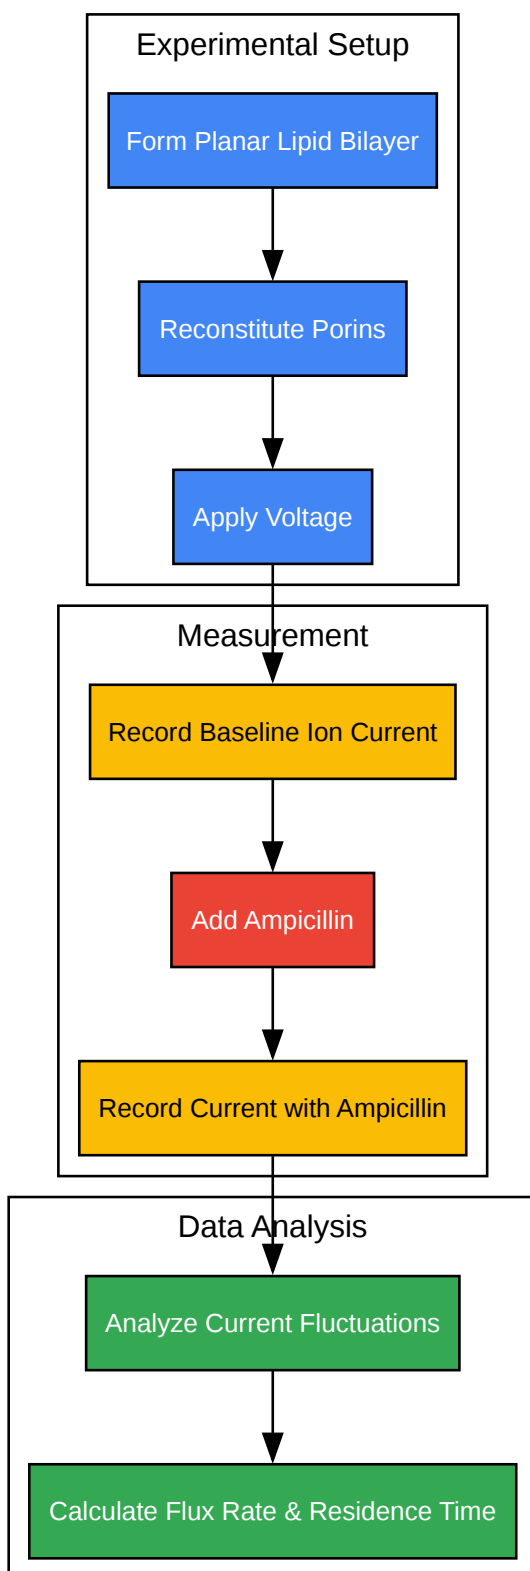 Experimental Setup
Form Planar Lipid Bilayer
Reconstitute Porins
Apply Voltage
Measurement
Record Baseline Ion Current
Add Ampicillin
Record Current with Ampicillin
Data Analysis
Analyze Current Fluctuations
Calculate Flux Rate & Residence Time